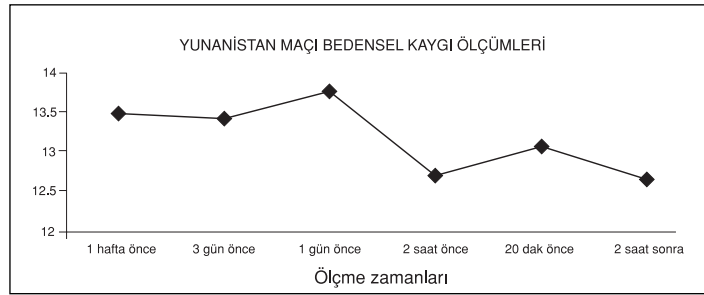 YUNANİSTAN MAÇI BEDENSEL KAYGI ÖLÇÜMLERİ
14
13.5
13
12.5
12
1 hafta önce 3 gün önce 1 gün önce 2 saat önce 20 dak önce 2 saat sonra
Ölçme zamanları